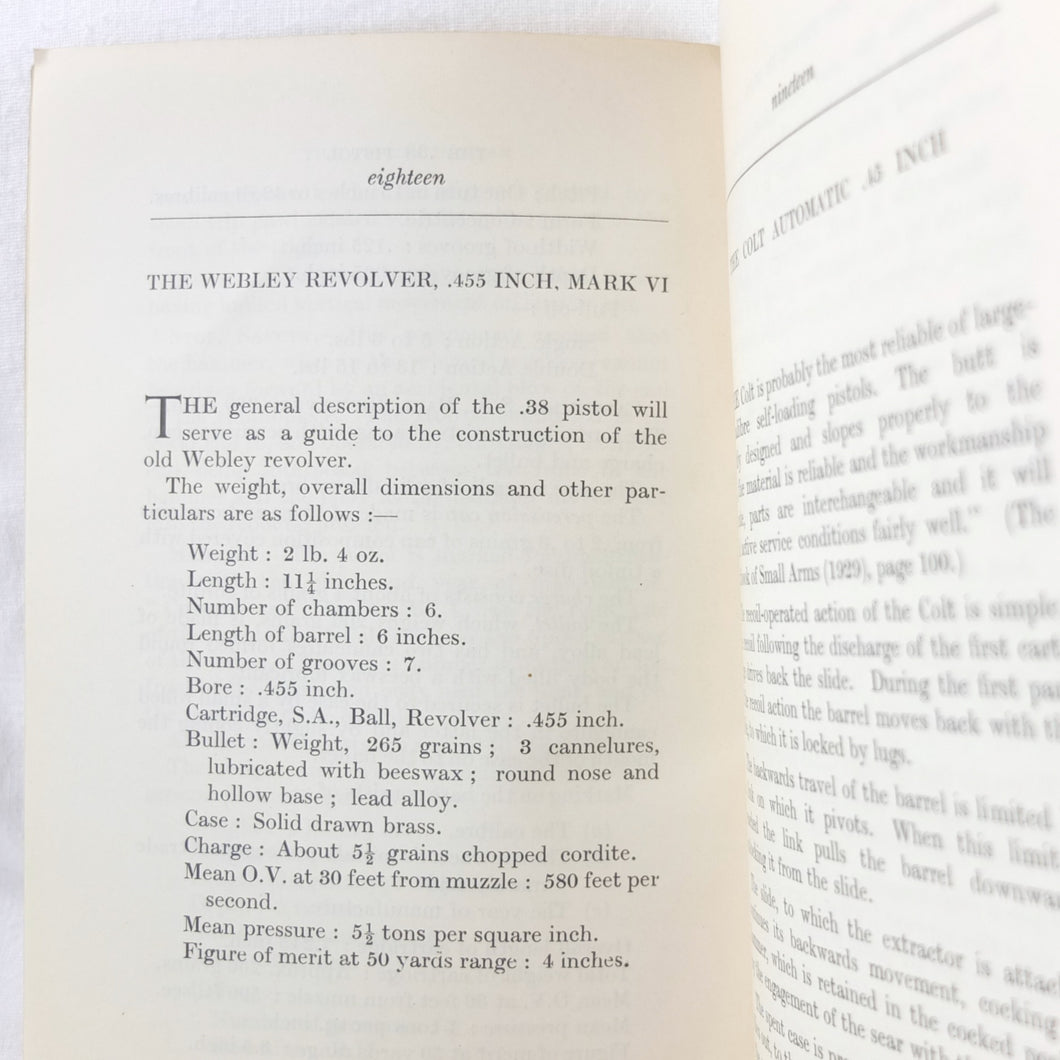 eighteen
THE WEBLEY REVOLVER, .455 INCH, MARK VI
THE general description of the .38 pistol will
serve as a guide to the construction of the
old Webley revolver.
The weight, overall dimensions and other par-
ticulars are as follows :—
Weight : 2 lb. 4 oz.
Length : 11¼ inches.
Number of chambers : 6.
Length of barrel : 6 inches.
Number of grooves : 7.
Bore : .455 inch.
Cartridge, S.A., Ball, Revolver : .455 inch.
Bullet : Weight, 265 grains ; 3 cannelures,
lubricated with beeswax ; round nose and
hollow base ; lead alloy.
Case : Solid drawn brass.
Charge : About 5½ grains chopped cordite.
Mean O.V. at 30 feet from muzzle : 580 feet per
second.
Mean pressure : 5½ tons per square inch.
Figure of merit at 50 yards range : 4 inches.
nineteen
COLT AUTOMATIC .45 INCH
Colt is probably the most reliable of large-
self-loading pistols. The butt is
designed and slopes properly to the
material is reliable and the workmanship
parts are interchangeable and it will
service conditions fairly well." (The
of Small Arms (1929), page 100.)
recoil-operated action of the Colt is simple
following the discharge of the first
drives back the slide. During the first
recoil action the barrel moves back with
to which it is locked by lugs.
backwards travel of the barrel is limited
on which it pivots. When this
the link pulls the barrel
it from the slide.
slide, to which the extractor is
its backwards movement, cocking
which is retained in the cocked
engagement of the sear with
spent case is